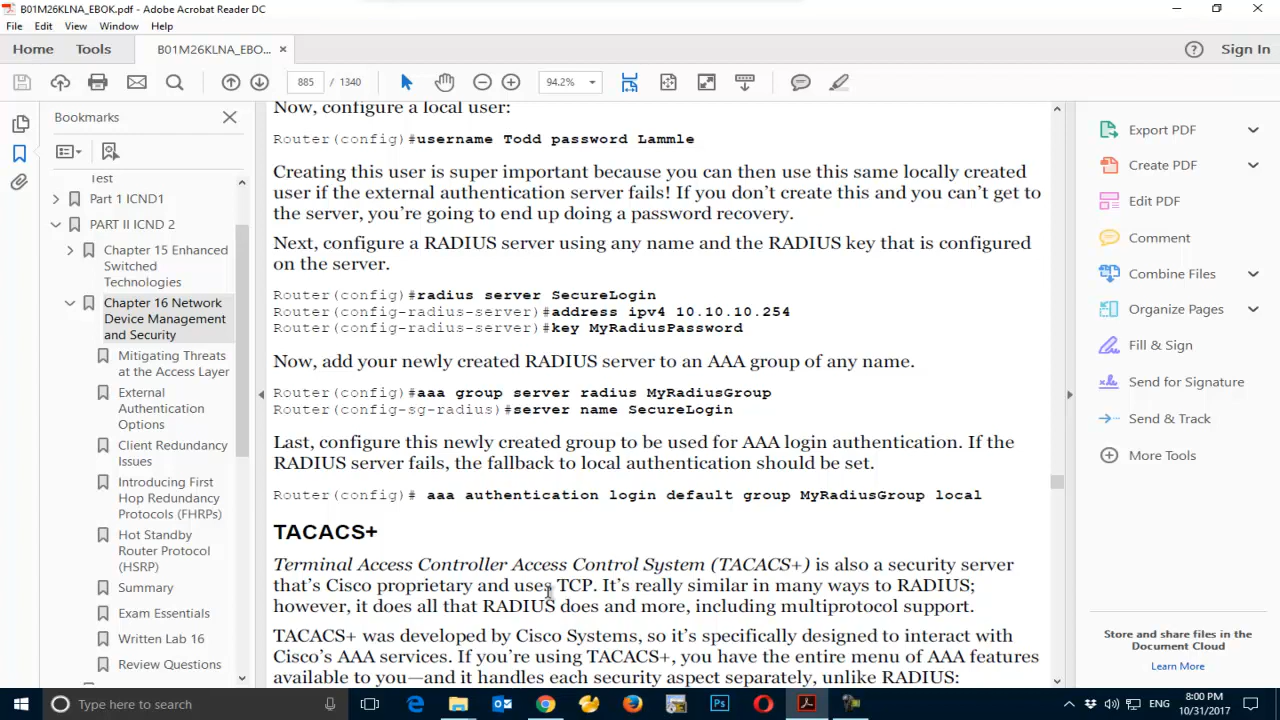 B01M26KLNA_EBOK.pdf - Adobe Acrobat Reader DC
File Edit View Window Help
Home Tools B01M26KLNA_EBO... Sign In
885 / 1340 94.2%
Bookmarks
Test
Part 1 ICND1
PART II ICND 2
Chapter 15 Enhanced
Switched
Technologies
Chapter 16 Network
Device Management
and Security
Mitigating Threats
at the Access Layer
External
Authentication
Options
Client Redundancy
Issues
Introducing First
Hop Redundancy
Protocols (FHRPs)
Hot Standby
Router Protocol
(HSRP)
Summary
Exam Essentials
Written Lab 16
Review Questions
Now, configure a local user:
Router(config)#username Todd password Lammle
Creating this user is super important because you can then use this same locally created
user if the external authentication server fails! If you don't create this and you can't get to
the server, you're going to end up doing a password recovery.
Next, configure a RADIUS server using any name and the RADIUS key that is configured
on the server.
Router(config)#radius server SecureLogin
Router(config-radius-server)#address ipv4 10.10.10.254
Router(config-radius-server)#key MyRadiusPassword
Now, add your newly created RADIUS server to an AAA group of any name.
Router(config)#aaa group server radius MyRadiusGroup
Router(config-sg-radius)#server name SecureLogin
Last, configure this newly created group to be used for AAA login authentication. If the
RADIUS server fails, the fallback to local authentication should be set.
Router(config)# aaa authentication login default group MyRadiusGroup local
TACACS+
Terminal Access Controller Access Control System (TACACS+) is also a security server
that's Cisco proprietary and uses TCP. It's really similar in many ways to RADIUS;
however, it does all that RADIUS does and more, including multiprotocol support.
TACACS+ was developed by Cisco Systems, so it's specifically designed to interact with
Cisco's AAA services. If you're using TACACS+, you have the entire menu of AAA features
available to you—and it handles each security aspect separately, unlike RADIUS:
Export PDF
Create PDF
Edit PDF
Comment
Combine Files
Organize Pages
Fill & Sign
Send for Signature
Send & Track
More Tools
Store and share files in the
Document Cloud
Learn More
Type here to search
8:00 PM
10/31/2017